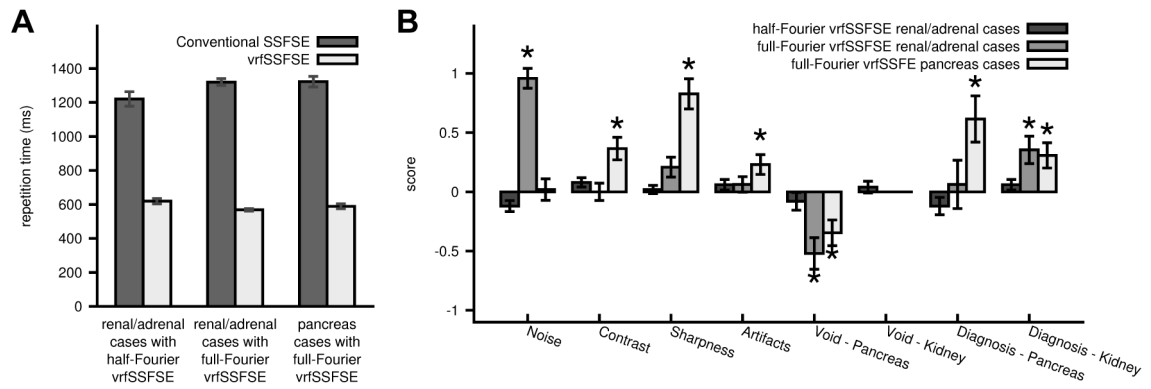 A
Conventional SSFSE
vrfSSFSE
1400
1200
1000
800
600
400
200
0
repetition time (ms)
renal/adrenal
cases with
half-Fourier
vrfSSFSE
renal/adrenal
cases with
full-Fourier
vrfSSFSE
pancreas
cases with
full-Fourier
vrfSSFSE
B
half-Fourier vrfSSFSE renal/adrenal cases
full-Fourier vrfSSFSE renal/adrenal cases
full-Fourier vrfSSFE pancreas cases
1
0.5
0
-0.5
-1
score
* * * * * * * * *
Noise
Contrast
Sharpness
Artifacts
Void - Pancreas
Void - Kidney
Diagnosis - Pancreas
Diagnosis - Kidney